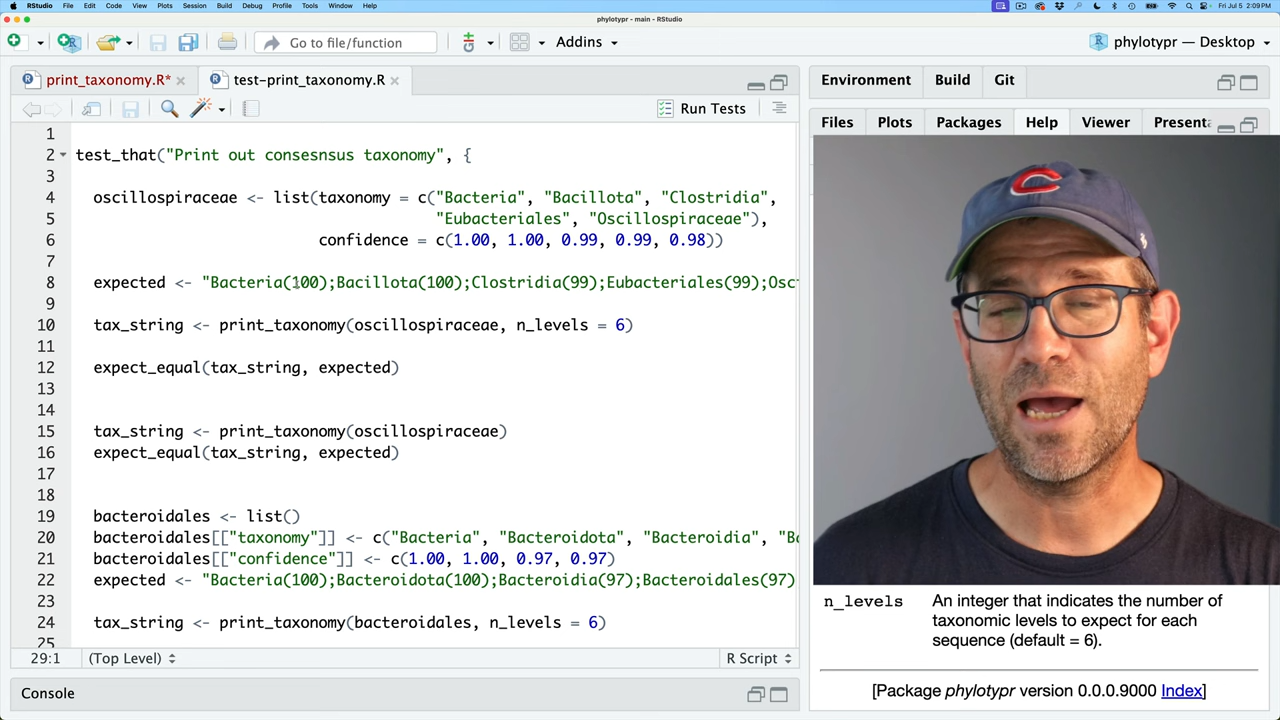 RStudio File Edit Code View Plots Session Build Debug Profile Tools Window Help Fri Jul 5 2:09 PM
phylotypr - main - RStudio
Go to file/function Addins phylotypr — Desktop
print_taxonomy.R* test-print_taxonomy.R
Run Tests
1
2 test_that("Print out consesnsus taxonomy", {
3
4 oscillospiraceae <- list(taxonomy = c("Bacteria", "Bacillota", "Clostridia",
5 "Eubacteriales", "Oscillospiraceae"),
6 confidence = c(1.00, 1.00, 0.99, 0.99, 0.98))
7
8 expected <- "Bacteria(100);Bacillota(100);Clostridia(99);Eubacteriales(99);Osc
9
10 tax_string <- print_taxonomy(oscillospiraceae, n_levels = 6)
11
12 expect_equal(tax_string, expected)
13
14
15 tax_string <- print_taxonomy(oscillospiraceae)
16 expect_equal(tax_string, expected)
17
18
19 bacteroidales <- list()
20 bacteroidales[["taxonomy"]] <- c("Bacteria", "Bacteroidota", "Bacteroidia", "Ba
21 bacteroidales[["confidence"]] <- c(1.00, 1.00, 0.97, 0.97)
22 expected <- "Bacteria(100);Bacteroidota(100);Bacteroidia(97);Bacteroidales(97)
23
24 tax_string <- print_taxonomy(bacteroidales, n_levels = 6)
25
29:1 (Top Level) R Script
Console
Environment Build Git
Files Plots Packages Help Viewer Present
n_levels An integer that indicates the number of
taxonomic levels to expect for each
sequence (default = 6).
[Package phylotypr version 0.0.0.9000 Index]
C